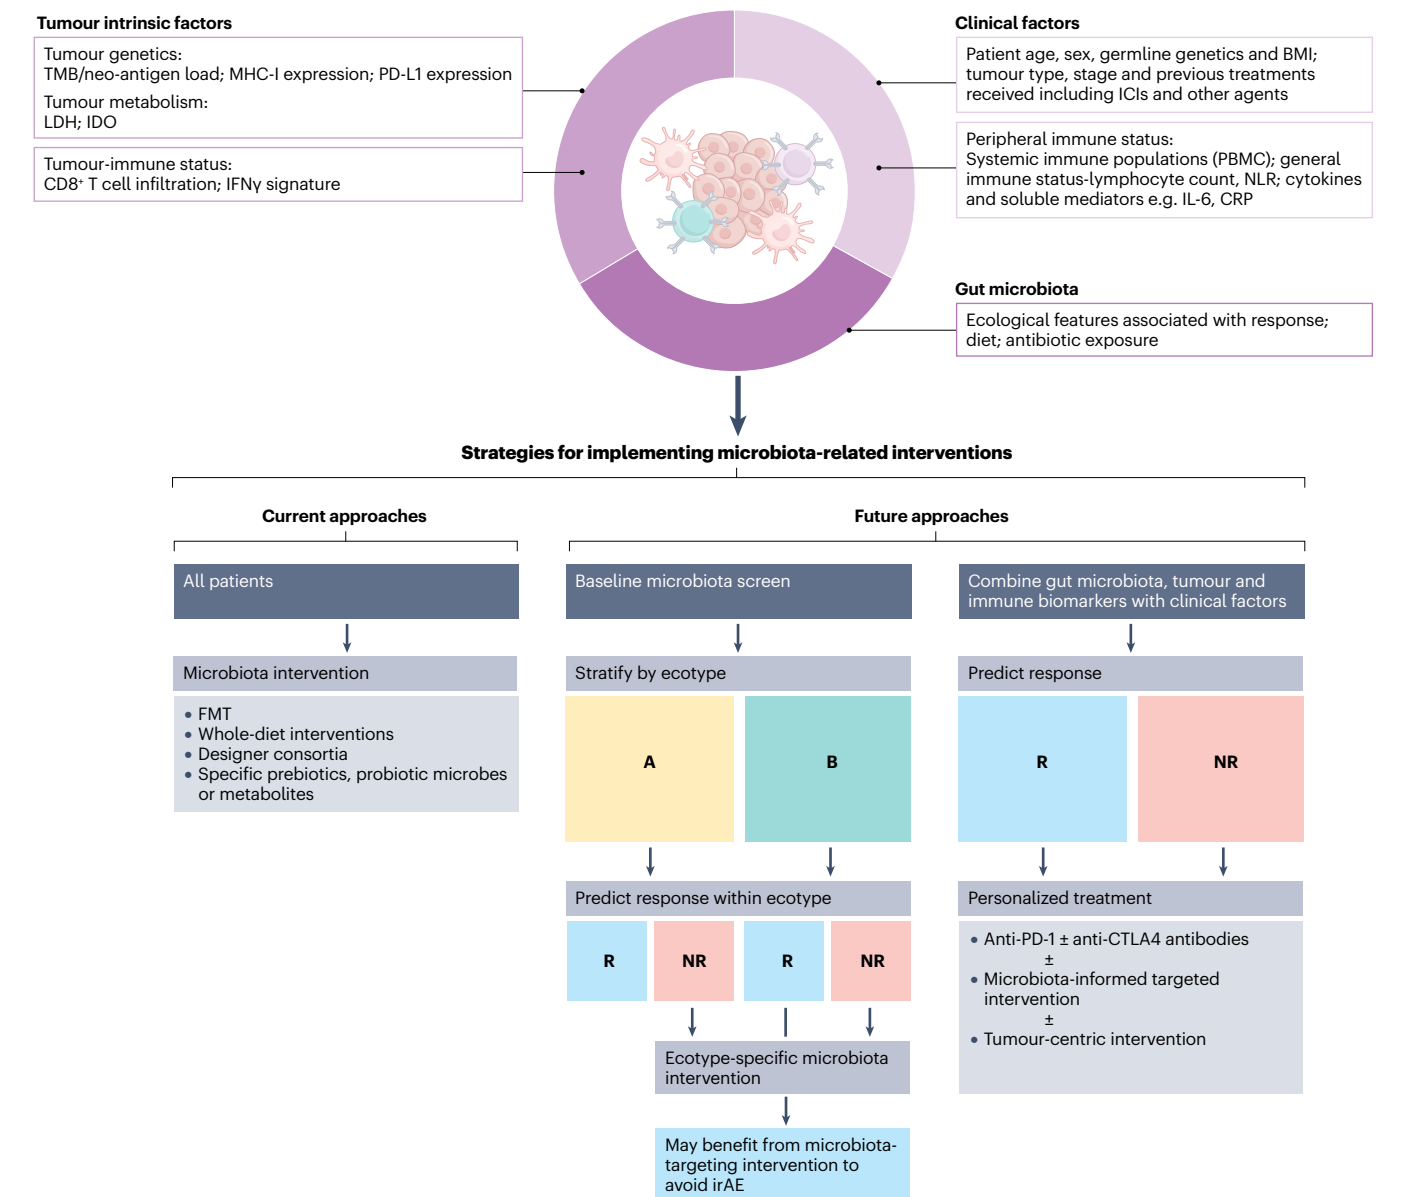 Tumour intrinsic factors
Tumour genetics:
TMB/neo-antigen load; MHC-I expression; PD-L1 expression
Tumour metabolism:
LDH; IDO
Tumour-immune status:
CD8⁺ T cell infiltration; IFNγ signature
Clinical factors
Patient age, sex, germline genetics and BMI;
tumour type, stage and previous treatments
received including ICIs and other agents
Peripheral immune status:
Systemic immune populations (PBMC); general
immune status-lymphocyte count, NLR; cytokines
and soluble mediators e.g. IL-6, CRP
Gut microbiota
Ecological features associated with response;
diet; antibiotic exposure
Strategies for implementing microbiota-related interventions
Current approaches
All patients
Microbiota intervention
• FMT
• Whole-diet interventions
• Designer consortia
• Specific prebiotics, probiotic microbes
or metabolites
Future approaches
Baseline microbiota screen
Stratify by ecotype
A
B
Predict response within ecotype
R
NR
R
NR
Ecotype-specific microbiota
intervention
May benefit from microbiota-
targeting intervention to
avoid irAE
Combine gut microbiota, tumour and
immune biomarkers with clinical factors
Predict response
R
NR
Personalized treatment
• Anti-PD-1 ± anti-CTLA4 antibodies
±
• Microbiota-informed targeted
intervention
±
• Tumour-centric intervention